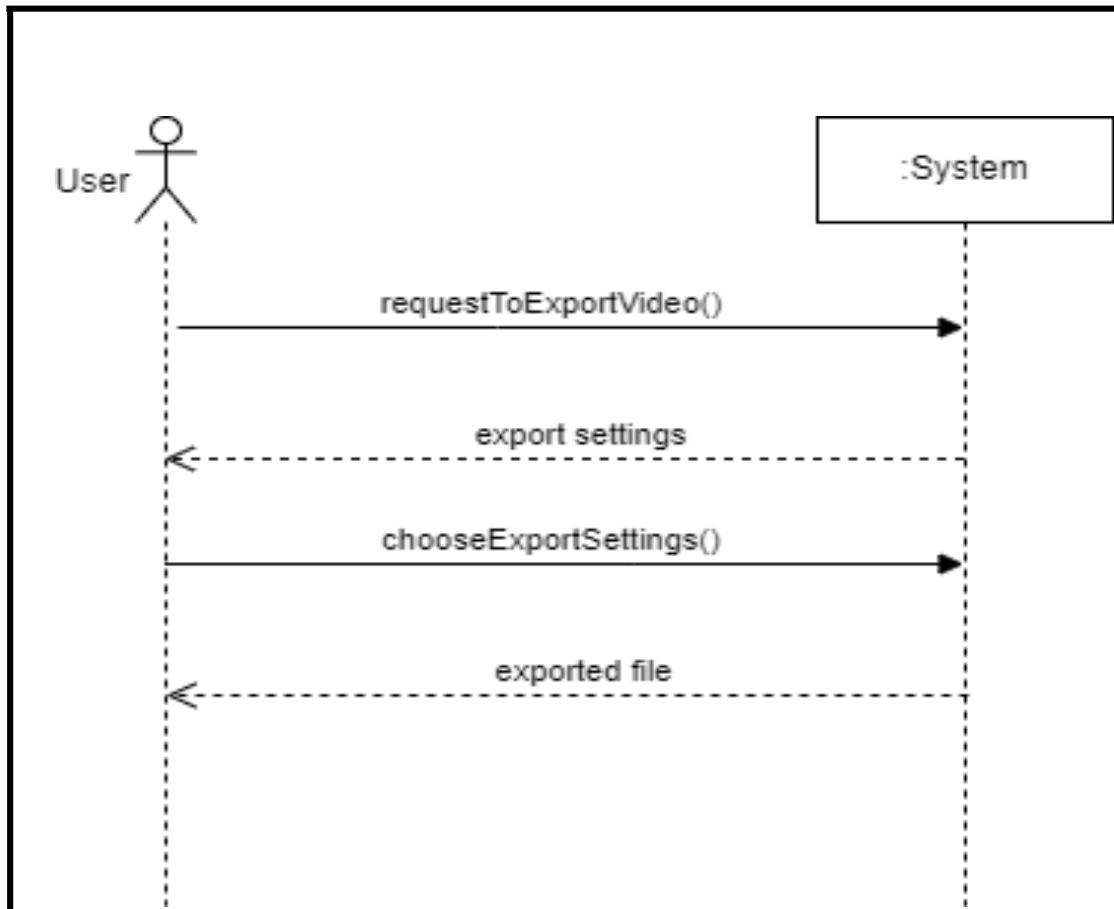 User
:System
requestToExportVideo()
export settings
chooseExportSettings()
exported file